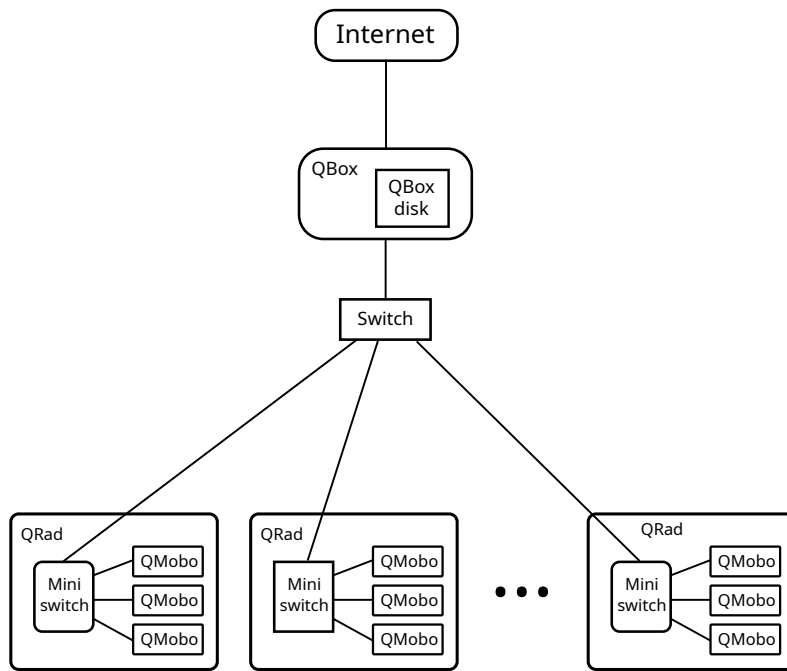 Internet
QBox
QBox
disk
Switch
QRad
Mini
switch
QMobo
QMobo
QMobo
QRad
Mini
switch
QMobo
QMobo
QMobo
QRad
Mini
switch
QMobo
QMobo
QMobo